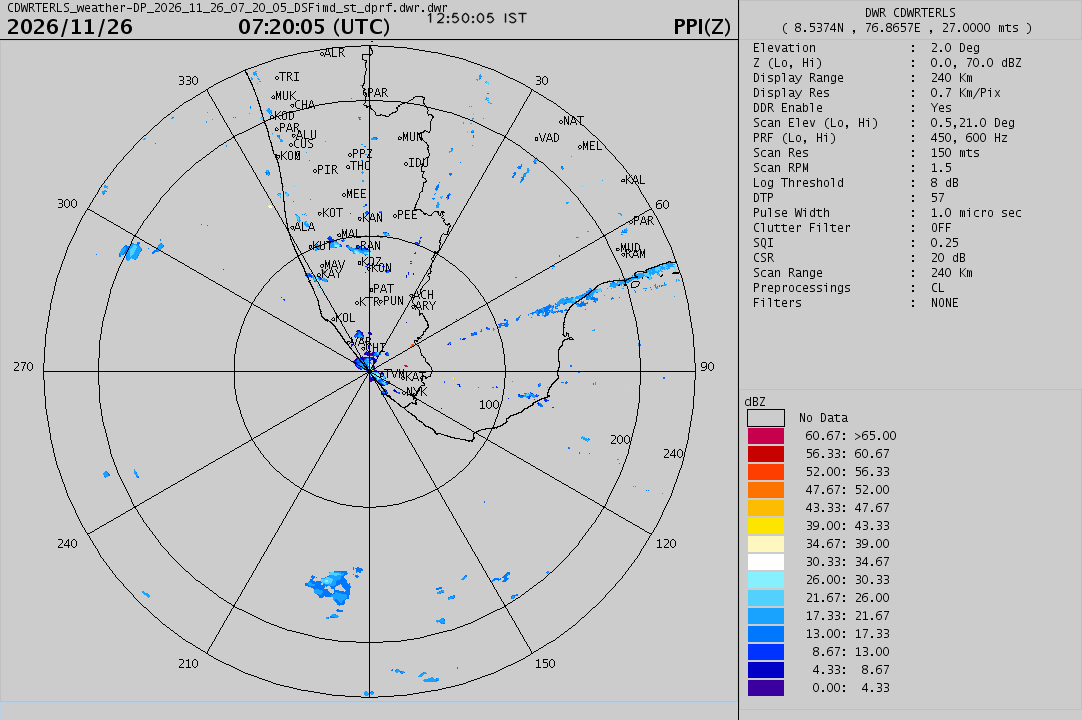 CDWRTERLS_weather-DP_2026_11_26_07_20_05_DSFimd_st_dprf.dwr.dwr
12:50:05 IST
2026/11/26 07:20:05 (UTC) PPI(Z)
DWR CDWRTERLS
( 8.5374N , 76.8657E , 27.0000 mts )
Elevation : 2.0 Deg
Z (Lo, Hi) : 0.0, 70.0 dBZ
Display Range : 240 Km
Display Res : 0.7 Km/Pix
DDR Enable : Yes
Scan Elev (Lo, Hi) : 0.5,21.0 Deg
PRF (Lo, Hi) : 450, 600 Hz
Scan Res : 150 mts
Scan RPM : 1.5
Log Threshold : 8 dB
DTP : 57
Pulse Width : 1.0 micro sec
Clutter Filter : OFF
SQI : 0.25
CSR : 20 dB
Scan Range : 240 Km
Preprocessings : CL
Filters : NONE
dBZ
No Data
60.67: >65.00
56.33: 60.67
52.00: 56.33
47.67: 52.00
43.33: 47.67
39.00: 43.33
34.67: 39.00
30.33: 34.67
26.00: 30.33
21.67: 26.00
17.33: 21.67
13.00: 17.33
8.67: 13.00
4.33: 8.67
0.00: 4.33
ALR
330
TRI
30
MUK
PAR
CHA
KOD
NAT
PAR
ALU
MUN
VAD
CUS
MEL
PPZ
THO
IDU
PIR
KAL
MEE
300
60
KOT
KAN
PEE
PAR
ALA
MAL
KUT
RAN
MUD
KAM
MAV
KOZ
KON
KAY
PAT
ACH
KTR
PUN
ARY
KOL
VAR
THI
270
90
TVM
KAT
NYK
100
200
240
240
120
210
150